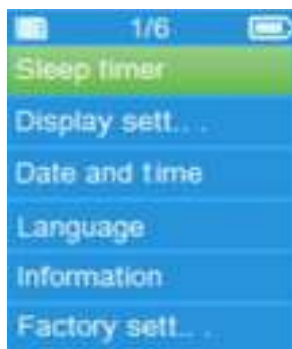 1/6
Sleep timer
Display sett.. .
Date and time
Language
Information
Factory sett.. .